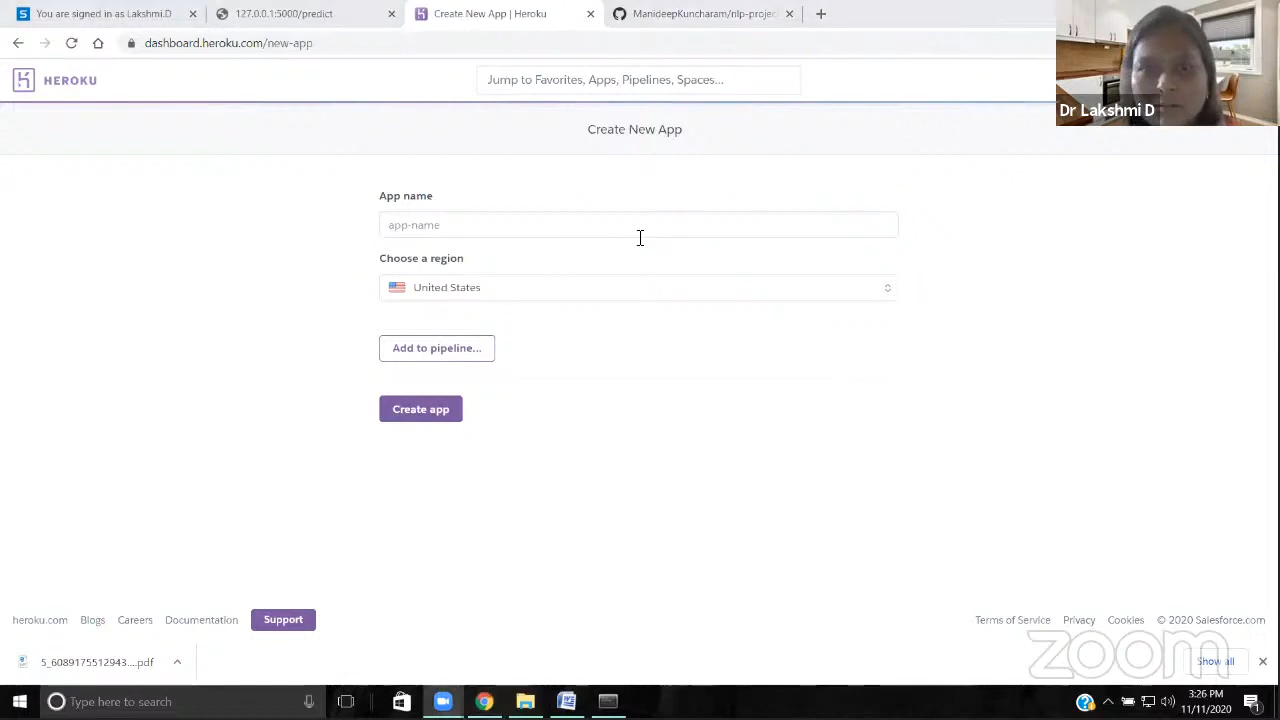 You are signed in as Lakshmi.D
127.0.0.1:5000/predict
Create New App | Heroku
ManideepKuncharam/nlp-projec
dashboard.heroku.com/new-app
HEROKU
Jump to Favorites, Apps, Pipelines, Spaces...
Dr Lakshmi D
Create New App
App name
app-name
Choose a region
United States
Add to pipeline...
Create app
heroku.com Blogs Careers Documentation Support Terms of Service Privacy Cookies © 2020 Salesforce.com
zoom
5_6089175512943....pdf
Show all
Type here to search
3:26 PM
11/11/2020
1